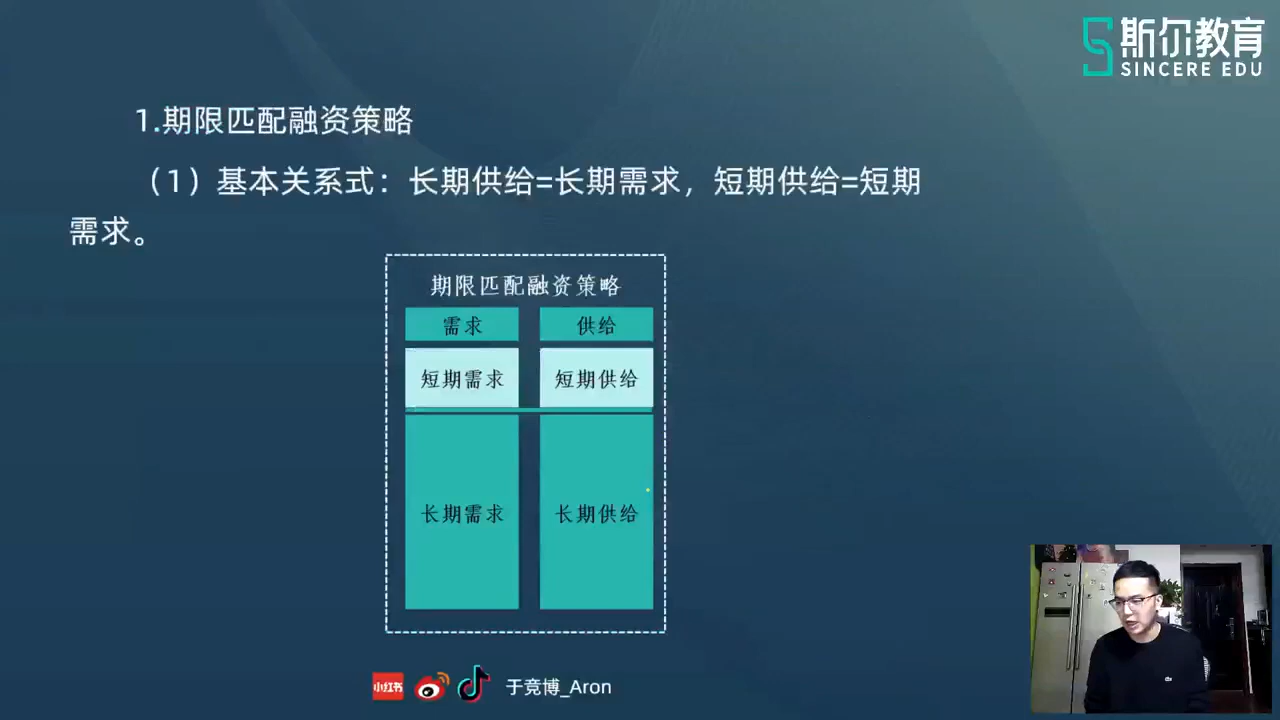 斯尔教育
SINCERE EDU
1.期限匹配融资策略
（1）基本关系式：长期供给=长期需求，短期供给=短期
需求。
期限匹配融资策略
需求 供给
短期需求 短期供给
长期需求 长期供给
小红书 于竞博_Aron